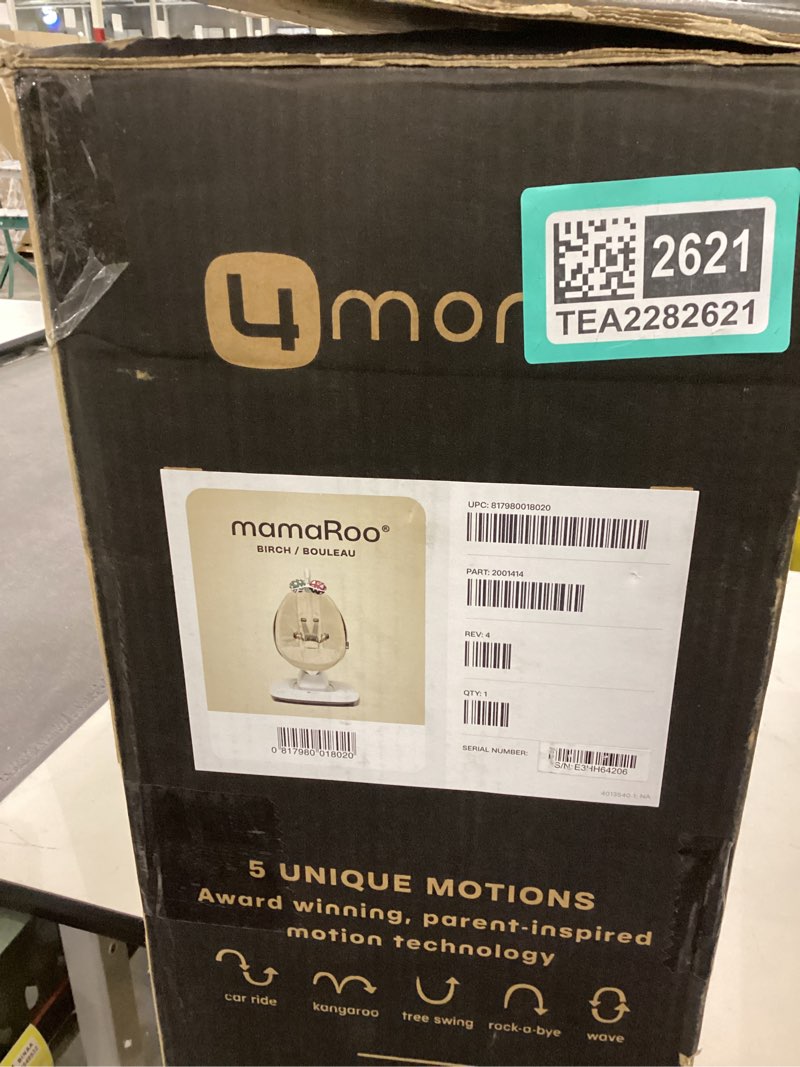 4mor
2621
TEA2282621
mamaRoo®
BIRCH / BOULEAU
0 817980 018020
UPC: 817980018020
PART: 2001414
REV: 4
QTY: 1
SERIAL NUMBER:
S/N: E34H64206
5 UNIQUE MOTIONS
Award winning, parent-inspired
motion technology
car ride
kangaroo
tree swing
rock-a-bye
wave